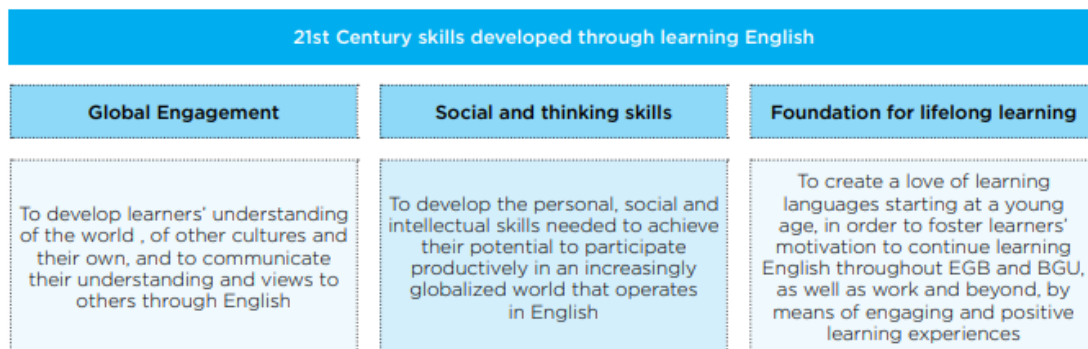 21st Century skills developed through learning English
Global Engagement
To develop learners' understanding
of the world , of other cultures and
their own, and to communicate
their understanding and views to
others through English
Social and thinking skills
To develop the personal, social and
intellectual skills needed to achieve
their potential to participate
productively in an increasingly
globalized world that operates
in English
Foundation for lifelong learning
To create a love of learning
languages starting at a young
age, in order to foster learners'
motivation to continue learning
English throughout EGB and BGU,
as well as work and beyond, by
means of engaging and positive
learning experiences